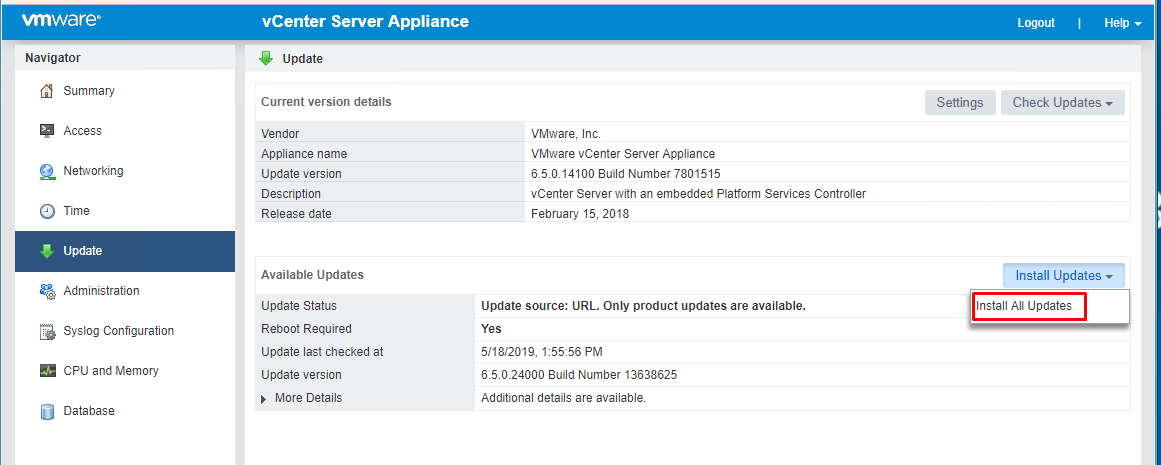 vmware® vCenter Server Appliance Logout | Help
Navigator
Update
Summary
Access
Networking
Time
Update
Administration
Syslog Configuration
CPU and Memory
Database
Current version details Settings Check Updates
Vendor VMware, Inc.
Appliance name VMware vCenter Server Appliance
Update version 6.5.0.14100 Build Number 7801515
Description vCenter Server with an embedded Platform Services Controller
Release date February 15, 2018
Available Updates Install Updates
Install All Updates
Update Status Update source: URL. Only product updates are available.
Reboot Required Yes
Update last checked at 5/18/2019, 1:55:56 PM
Update version 6.5.0.24000 Build Number 13638625
More Details Additional details are available.